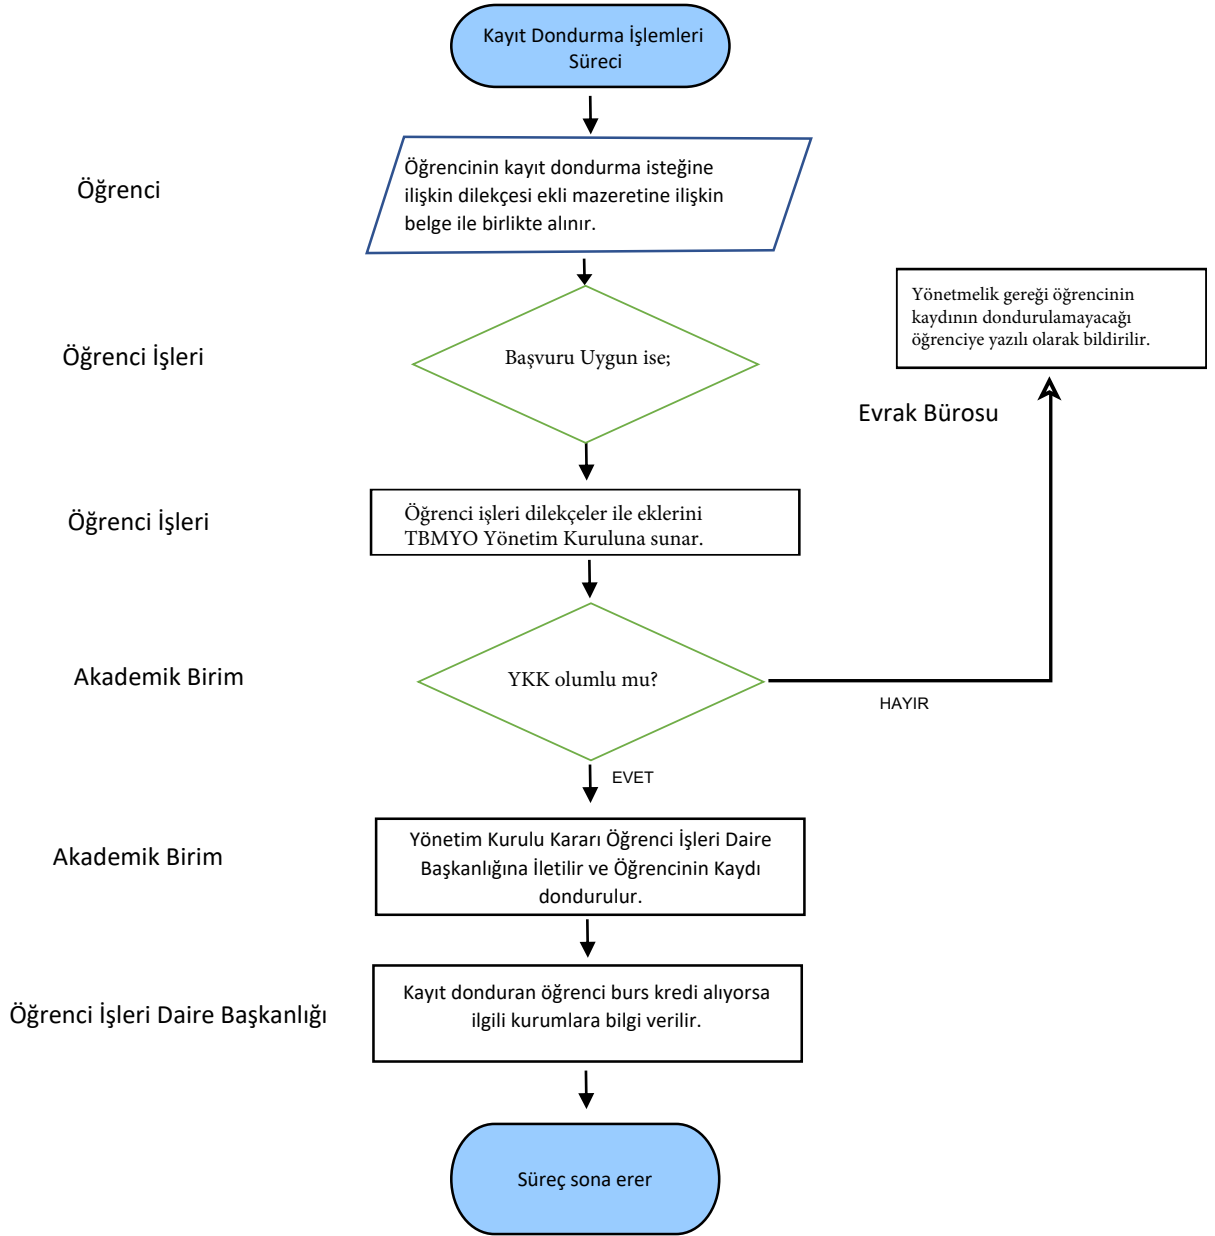 Kayıt Dondurma İşlemleri
Süreci
Öğrenci
Öğrencinin kayıt dondurma isteğine
ilişkin dilekçesi ekli mazeretine ilişkin
belge ile birlikte alınır.
Yönetmelik gereği öğrencinin
kaydının dondurulamayacağı
öğrenciye yazılı olarak bildirilir.
Öğrenci İşleri
Başvuru Uygun ise;
Evrak Bürosu
Öğrenci İşleri
Öğrenci işleri dilekçeler ile eklerini
TBMYO Yönetim Kuruluna sunar.
Akademik Birim
YKK olumlu mu?
HAYIR
EVET
Akademik Birim
Yönetim Kurulu Kararı Öğrenci İşleri Daire
Başkanlığına İletilir ve Öğrencinin Kaydı
dondurulur.
Öğrenci İşleri Daire Başkanlığı
Kayıt donduran öğrenci burs kredi alıyorsa
ilgili kurumlara bilgi verilir.
Süreç sona erer